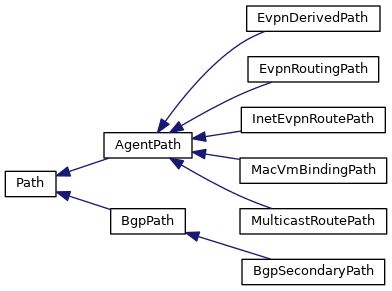 EvpnDerivedPath
EvpnRoutingPath
InetEvpnRoutePath
AgentPath
MacVmBindingPath
Path
MulticastRoutePath
BgpPath
BgpSecondaryPath